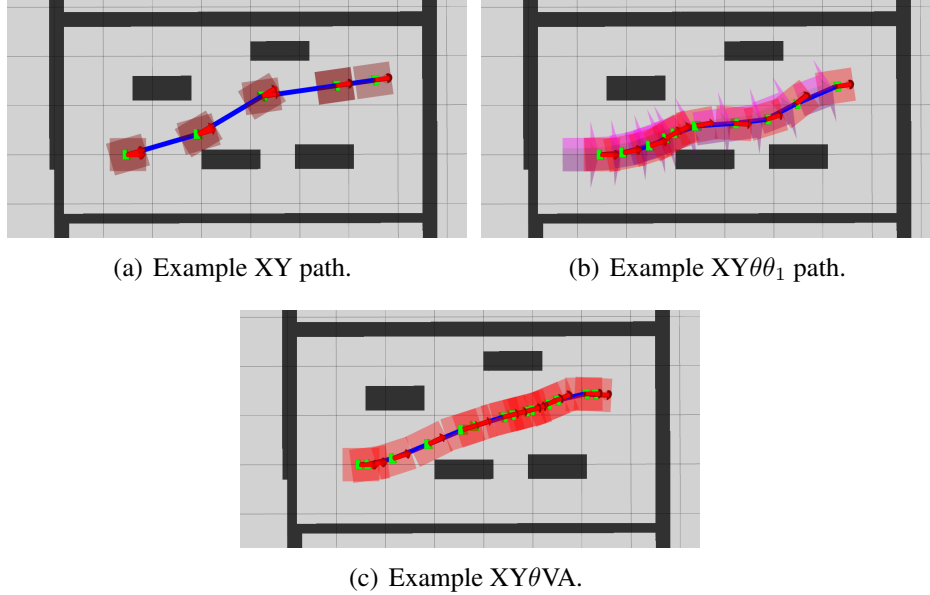 (a) Example XY path.
(b) Example XYθθ₁ path.
(c) Example XYθVA.